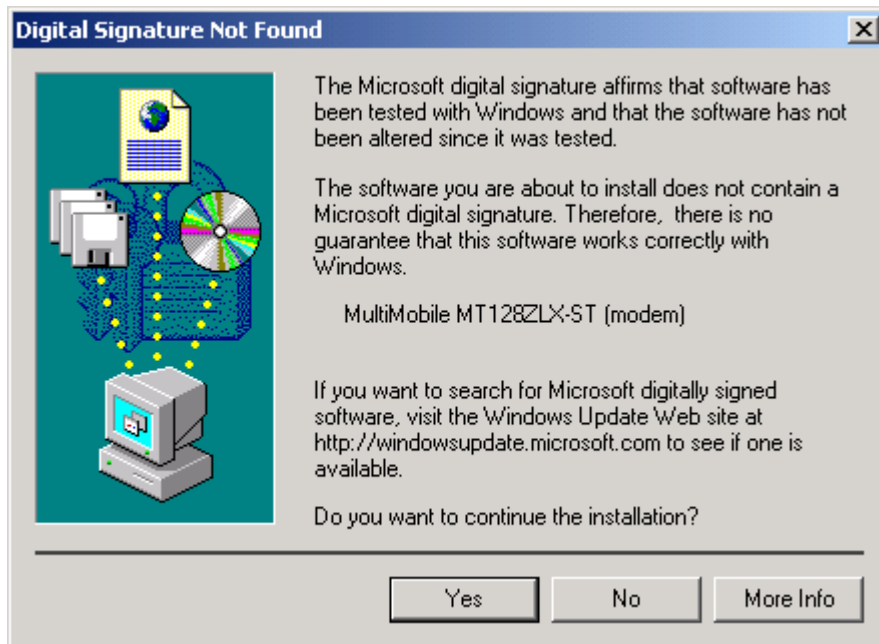 Digital Signature Not Found
The Microsoft digital signature affirms that software has
been tested with Windows and that the software has not
been altered since it was tested.
The software you are about to install does not contain a
Microsoft digital signature. Therefore,  there is no
guarantee that this software works correctly with
Windows.
MultiMobile MT128ZLX-ST (modem)
If you want to search for Microsoft digitally signed
software, visit the Windows Update Web site at
http://windowsupdate.microsoft.com to see if one is
available.
Do you want to continue the installation?
Yes
No
More Info